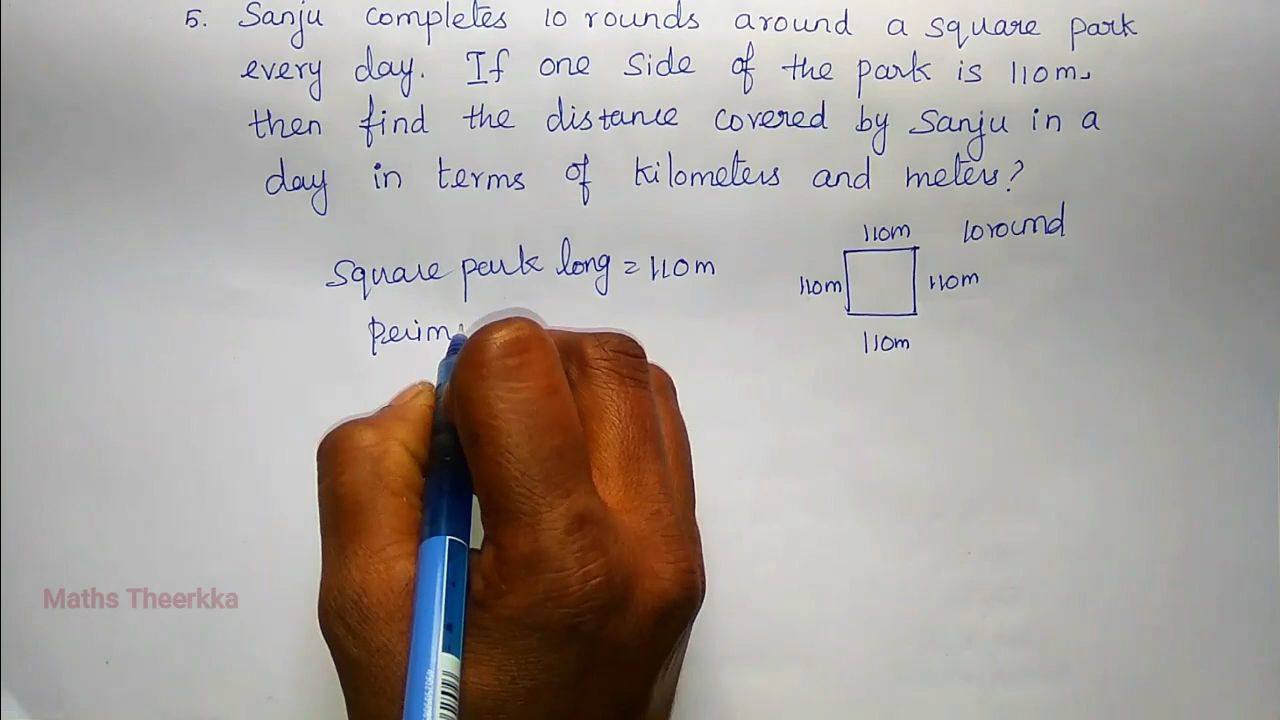 5. Sanju completes 10 rounds around a square park
every day. If one side of the park is 110m,
then find the distance covered by Sanju in a
day in terms of kilometers and meters?
110m 10 round
Square park long = 110m
110m 110m
Perim
110m
Maths Theerkka